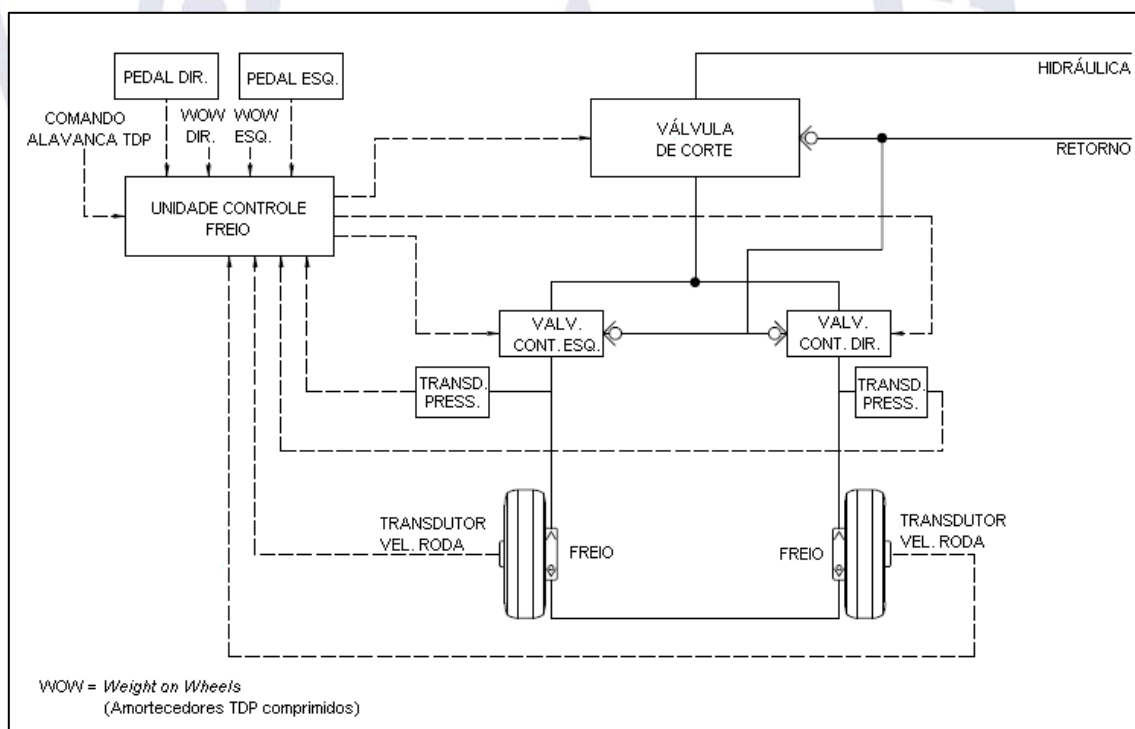 PEDAL DIR.
PEDAL ESQ.
HIDRÁULICA
COMANDO
ALAVANCA TDP
WOW
DIR.
WOW
ESQ.
VÁLVULA
DE CORTE
RETORNO
UNIDADE CONTROLE
FREIO
VALV.
CONT. ESQ.
VALV.
CONT. DIR.
TRANSD.
PRESS.
TRANSD.
PRESS.
TRANSDUTOR
VEL. RODA
FREIO
FREIO
TRANSDUTOR
VEL. RODA
WOW = Weight on Wheels
(Amortecedores TDP comprimidos)